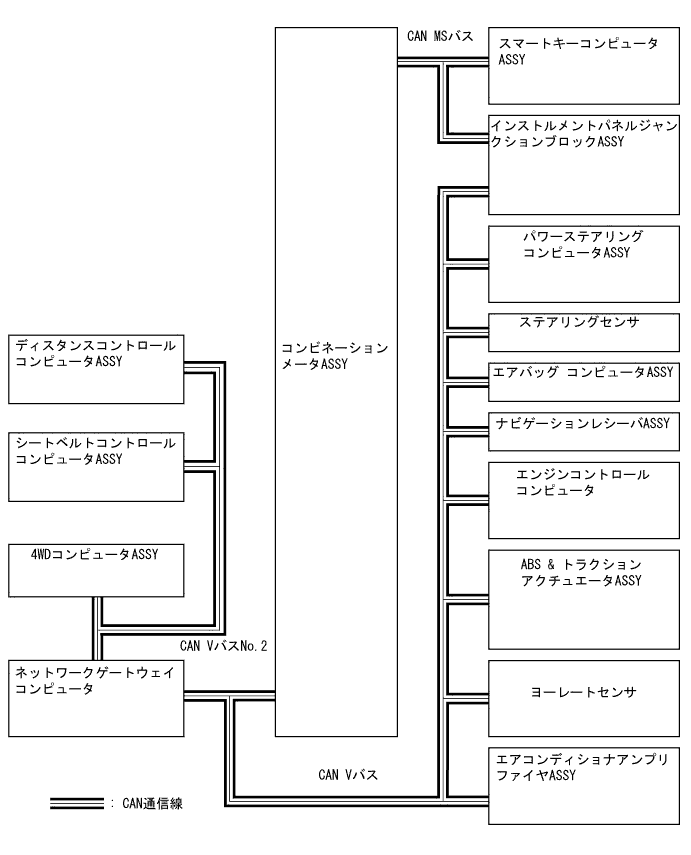 CAN MSバス
スマートキーコンピュータ
ASSY
インストルメントパネルジャン
クションブロックASSY
パワーステアリング
コンピュータASSY
ステアリングセンサ
エアバッグ コンピュータASSY
ナビゲーションレシーバASSY
エンジンコントロール
コンピュータ
ABS & トラクション
アクチュエータASSY
ヨーレートセンサ
エアコンディショナアンプリ
ファイヤASSY
コンビネーション
メータASSY
ディスタンスコントロール
コンピュータASSY
シートベルトコントロール
コンピュータASSY
4WDコンピュータASSY
CAN VバスNo.2
ネットワークゲートウェイ
コンピュータ
CAN Vバス
: CAN通信線